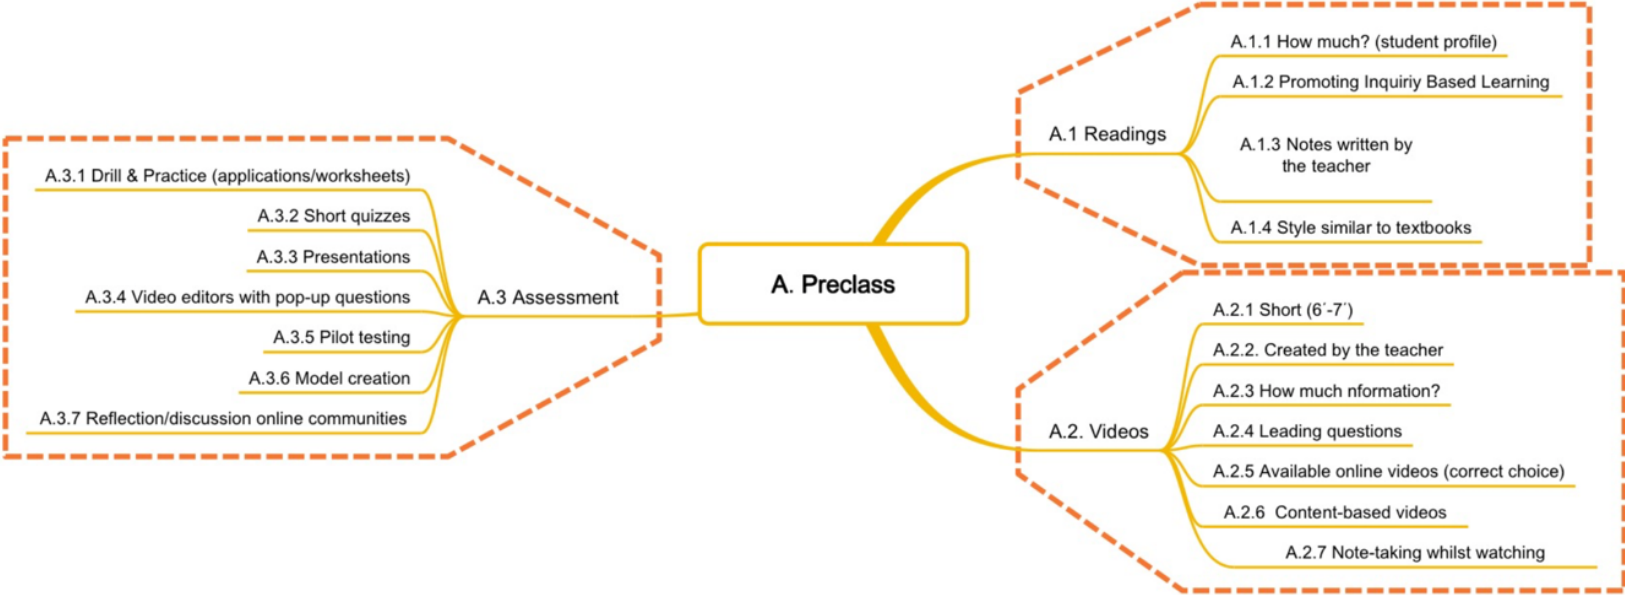 A. Preclass
A.1 Readings
A.1.1 How much? (student profile)
A.1.2 Promoting Inquiriy Based Learning
A.1.3 Notes written by
the teacher
A.1.4 Style similar to textbooks
A.2. Videos
A.2.1 Short (6´-7´)
A.2.2. Created by the teacher
A.2.3 How much nformation?
A.2.4 Leading questions
A.2.5 Available online videos (correct choice)
A.2.6 Content-based videos
A.2.7 Note-taking whilst watching
A.3 Assessment
A.3.1 Drill & Practice (applications/worksheets)
A.3.2 Short quizzes
A.3.3 Presentations
A.3.4 Video editors with pop-up questions
A.3.5 Pilot testing
A.3.6 Model creation
A.3.7 Reflection/discussion online communities